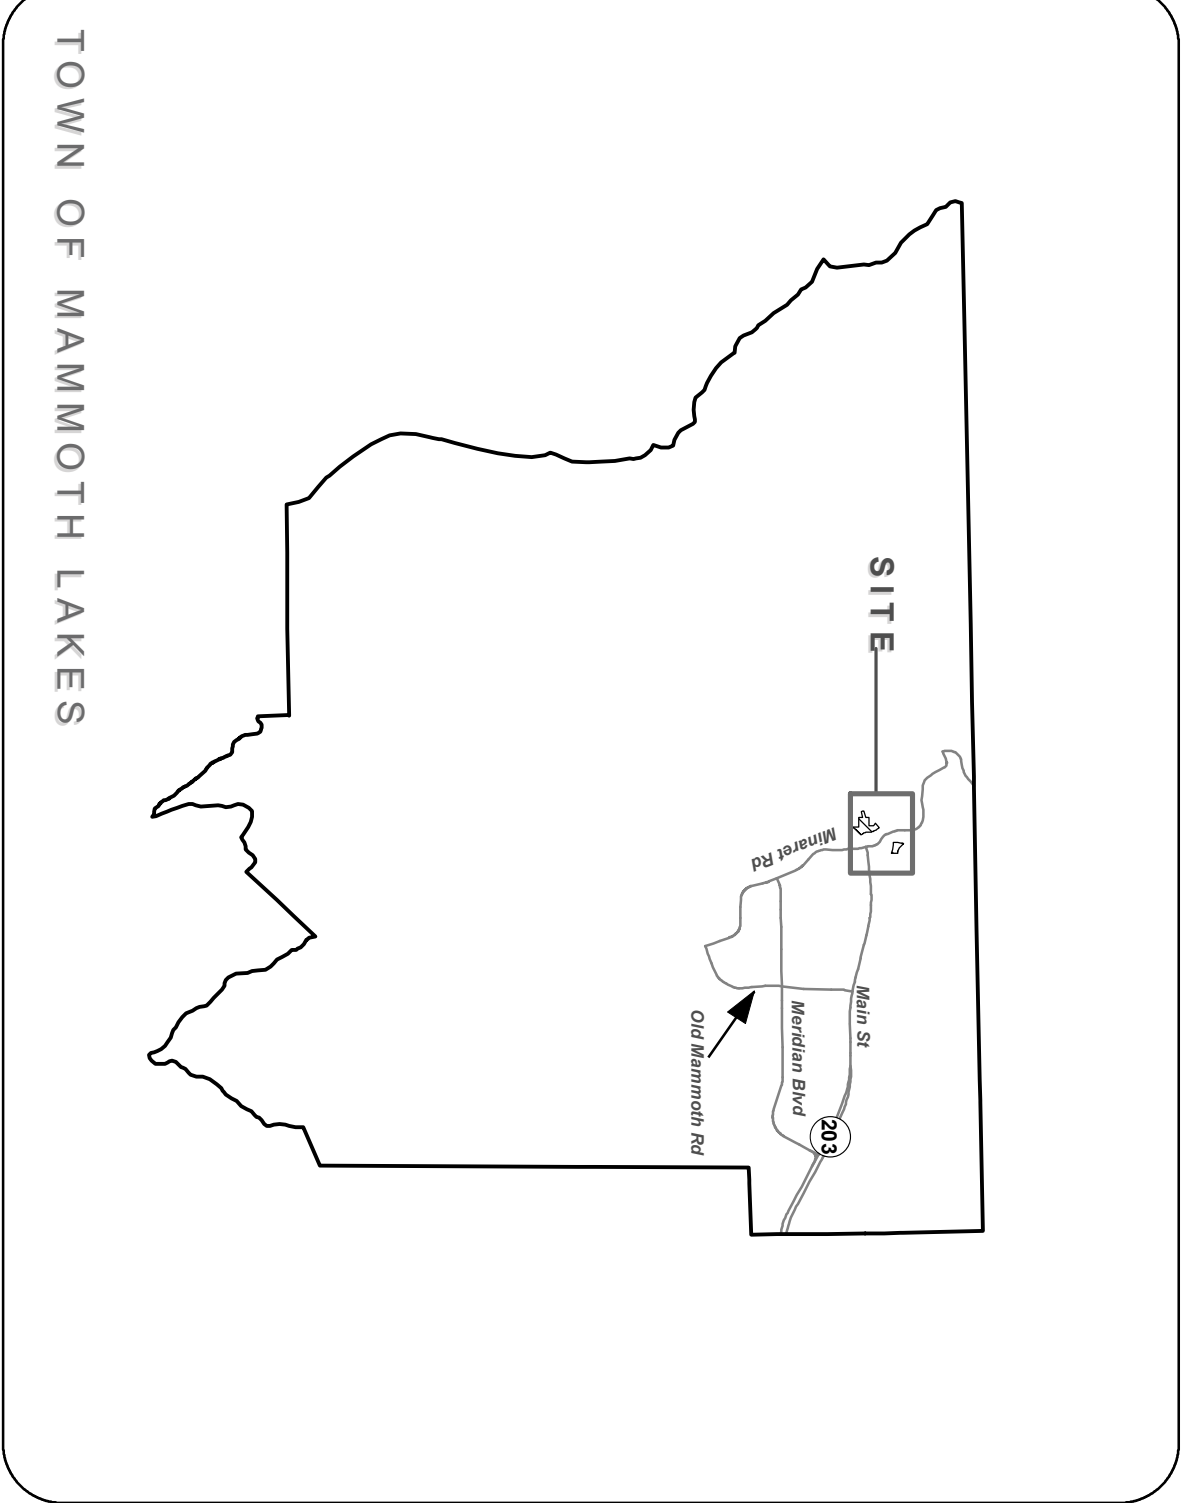 SITE
Minaret Rd
Main St
Meridian Blvd
203
Old Mammoth Rd
TOWN OF MAMMOTH LAKES